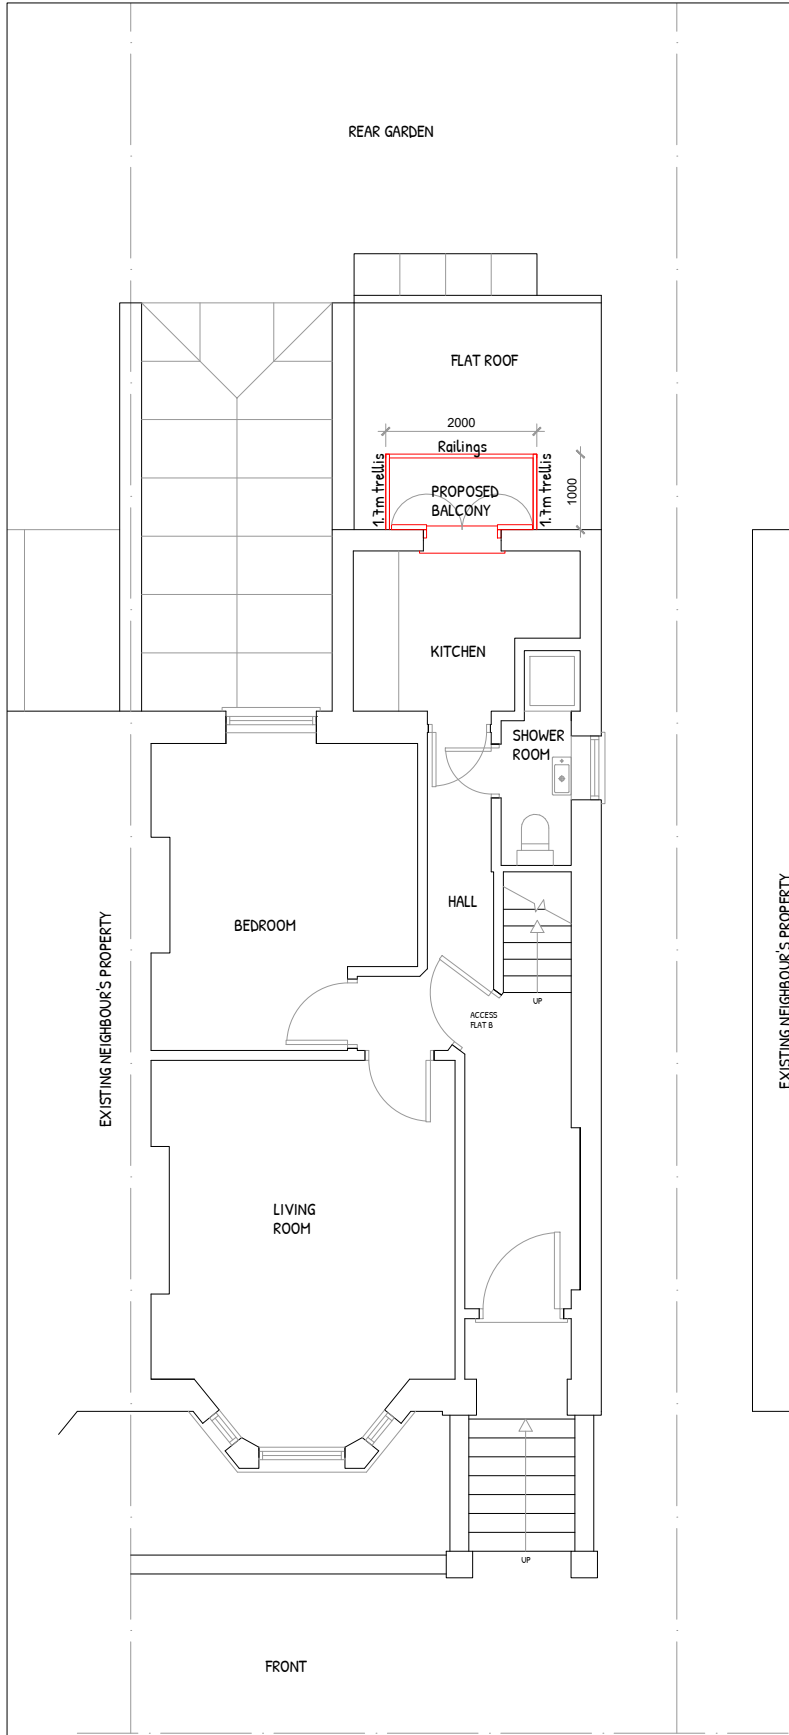 REAR GARDEN
FLAT ROOF
2000
Railings
1.7m trellis
1.7m trellis
1000
PROPOSED
BALCONY
KITCHEN
SHOWER
ROOM
HALL
BEDROOM
EXISTING NEIGHBOUR'S PROPERTY
EXISTING NEIGHBOUR'S PROPERTY
UP
ACCESS
FLAT B
LIVING
ROOM
UP
FRONT